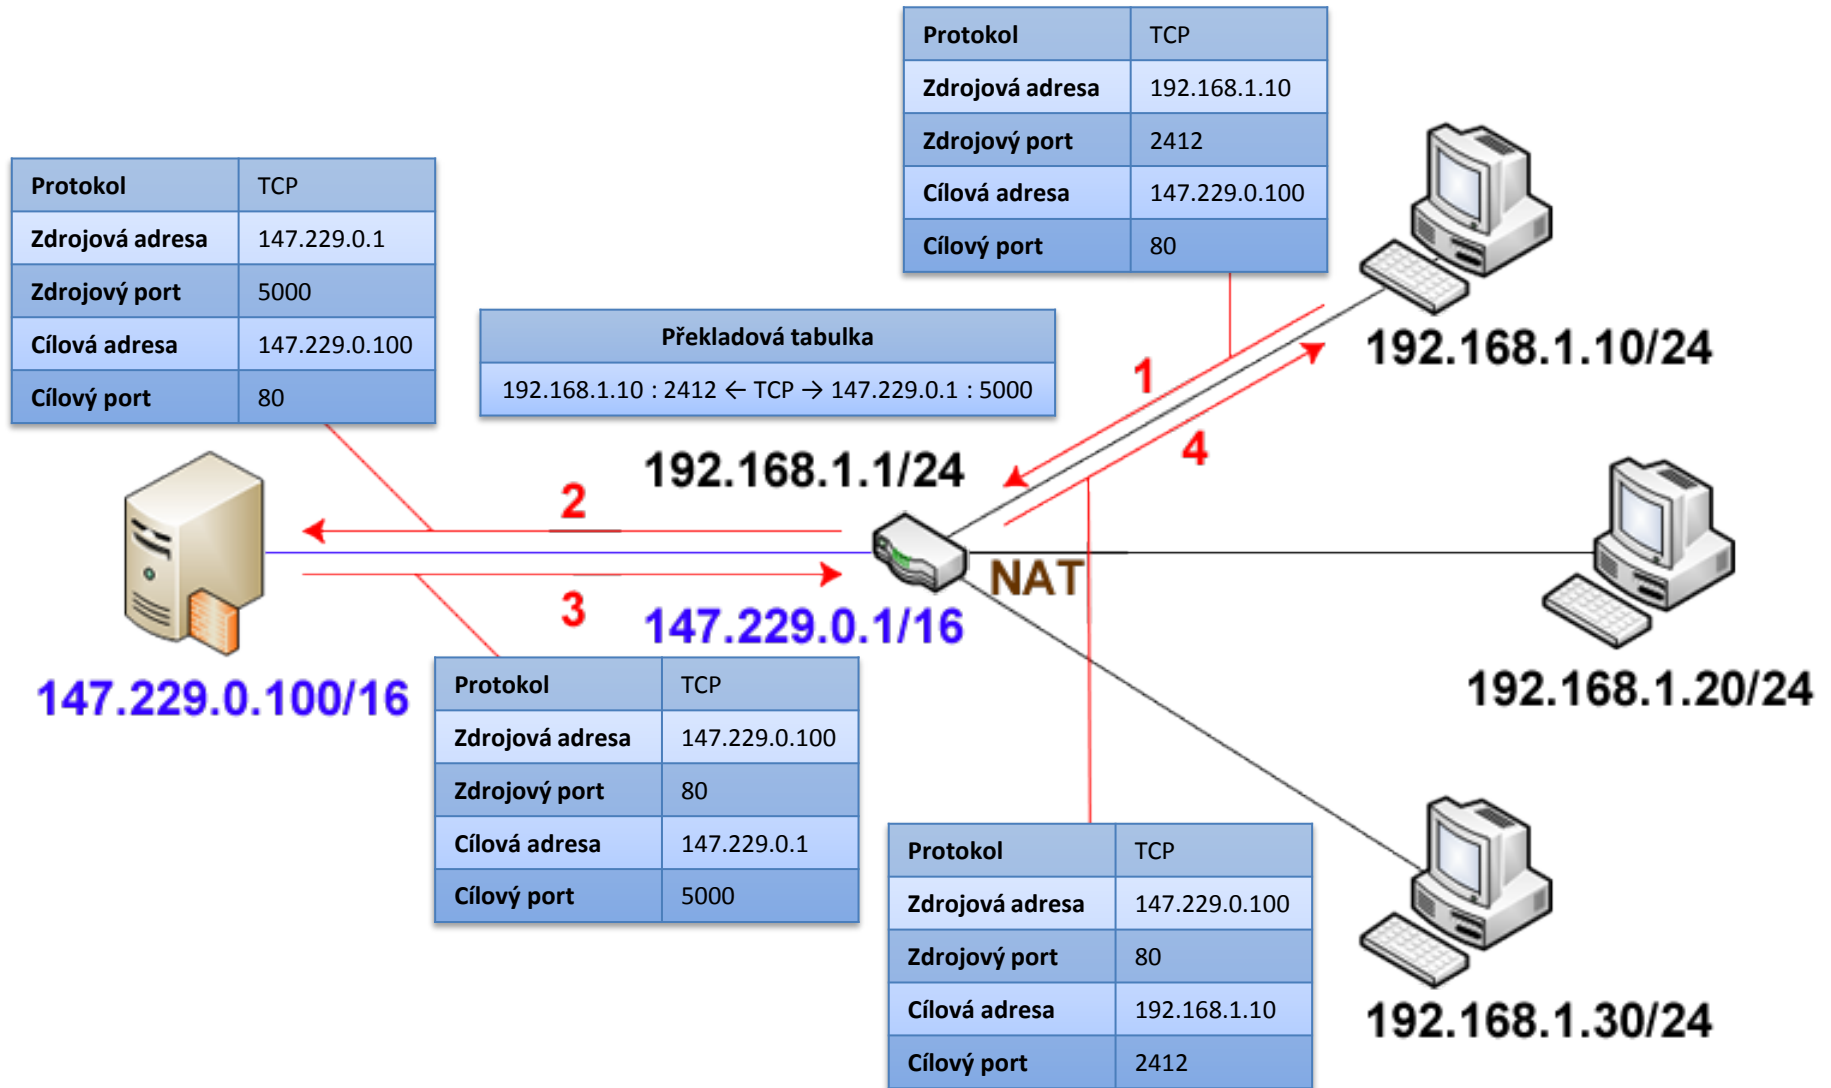 Protokol TCP
Zdrojová adresa 192.168.1.10
Zdrojový port 2412
Cílová adresa 147.229.0.100
Cílový port 80
Protokol TCP
Zdrojová adresa 147.229.0.1
Zdrojový port 5000
Cílová adresa 147.229.0.100
Cílový port 80
Překladová tabulka
192.168.1.10 : 2412 ← TCP → 147.229.0.1 : 5000
192.168.1.10/24
1
4
192.168.1.1/24
2
NAT
3
147.229.0.1/16
147.229.0.100/16
192.168.1.20/24
Protokol TCP
Zdrojová adresa 147.229.0.100
Zdrojový port 80
Cílová adresa 147.229.0.1
Cílový port 5000
Protokol TCP
Zdrojová adresa 147.229.0.100
Zdrojový port 80
Cílová adresa 192.168.1.10
Cílový port 2412
192.168.1.30/24